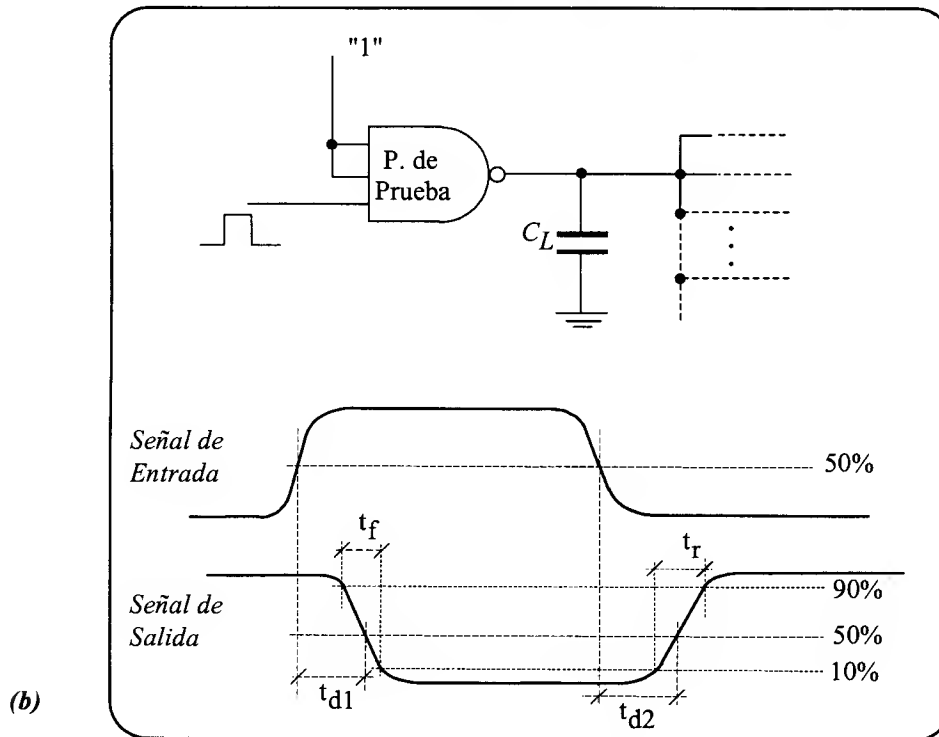 "1"
P. de
Prueba
C_L
Señal de
Entrada
50%
t_f
t_r
90%
Señal de
Salida
50%
10%
t_d1
t_d2
(b)